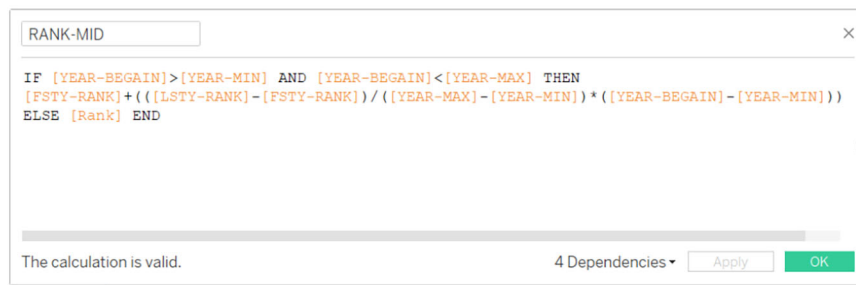 RANK-MID
IF [YEAR-BEGAIN]>[YEAR-MIN] AND [YEAR-BEGAIN]<[YEAR-MAX] THEN
[FSTY-RANK]+(([LSTY-RANK]-[FSTY-RANK])/([YEAR-MAX]-[YEAR-MIN])*([YEAR-BEGAIN]-[YEAR-MIN]))
ELSE [Rank] END
The calculation is valid. 4 Dependencies Apply OK